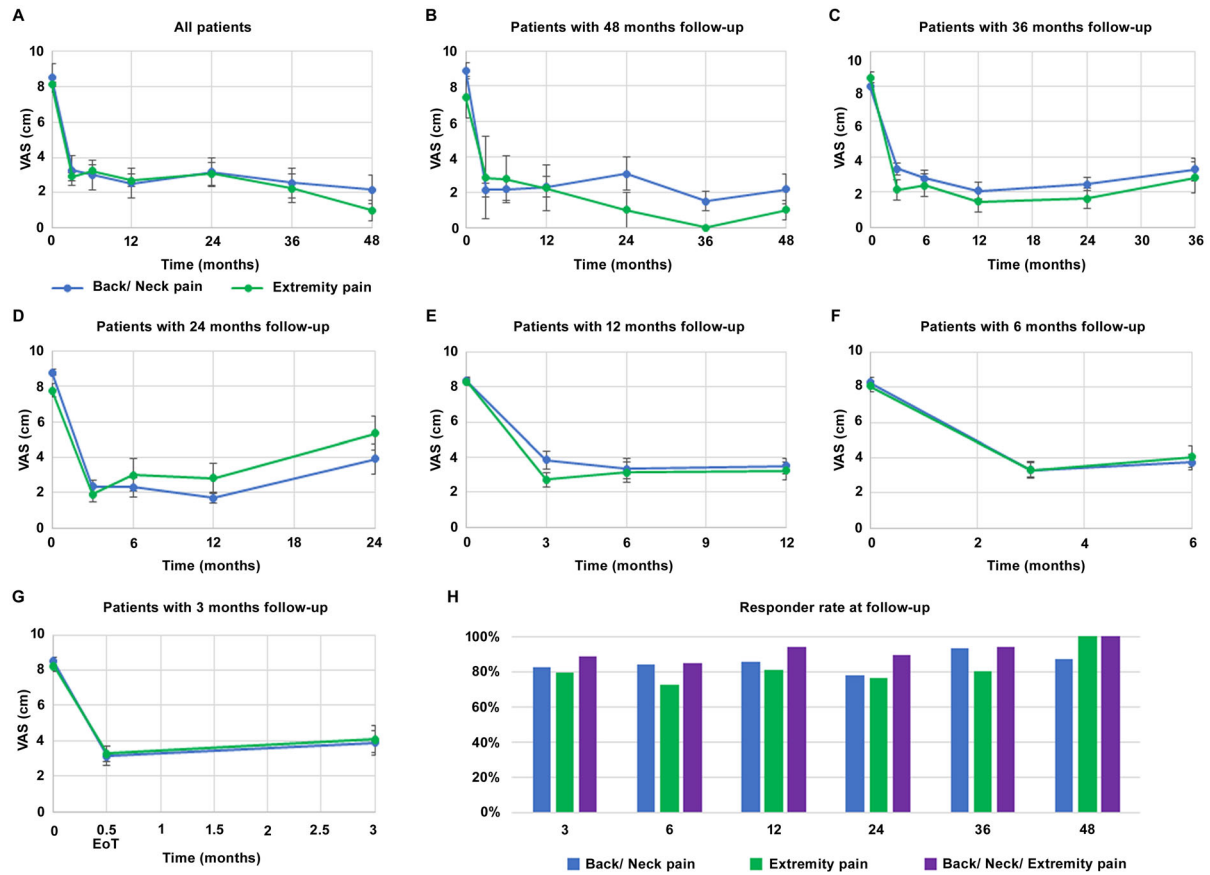 A
All patients
10
8
6
4
2
0
VAS (cm)
0 12 24 36 48
Time (months)
Back/ Neck pain Extremity pain
B
Patients with 48 months follow-up
10
8
6
4
2
0
VAS (cm)
0 12 24 36 48
Time (months)
C
Patients with 36 months follow-up
10
8
6
4
2
0
VAS (cm)
0 6 12 18 24 30 36
Time (months)
D
Patients with 24 months follow-up
10
8
6
4
2
0
VAS (cm)
0 6 12 18 24
Time (months)
E
Patients with 12 months follow-up
10
8
6
4
2
0
VAS (cm)
0 3 6 9 12
Time (months)
F
Patients with 6 months follow-up
10
8
6
4
2
0
VAS (cm)
0 2 4 6
Time (months)
G
Patients with 3 months follow-up
10
8
6
4
2
0
VAS (cm)
0 0.5 1 1.5 2 2.5 3
EoT
Time (months)
H
Responder rate at follow-up
100%
80%
60%
40%
20%
0%
3 6 12 24 36 48
Back/ Neck pain Extremity pain Back/ Neck/ Extremity pain